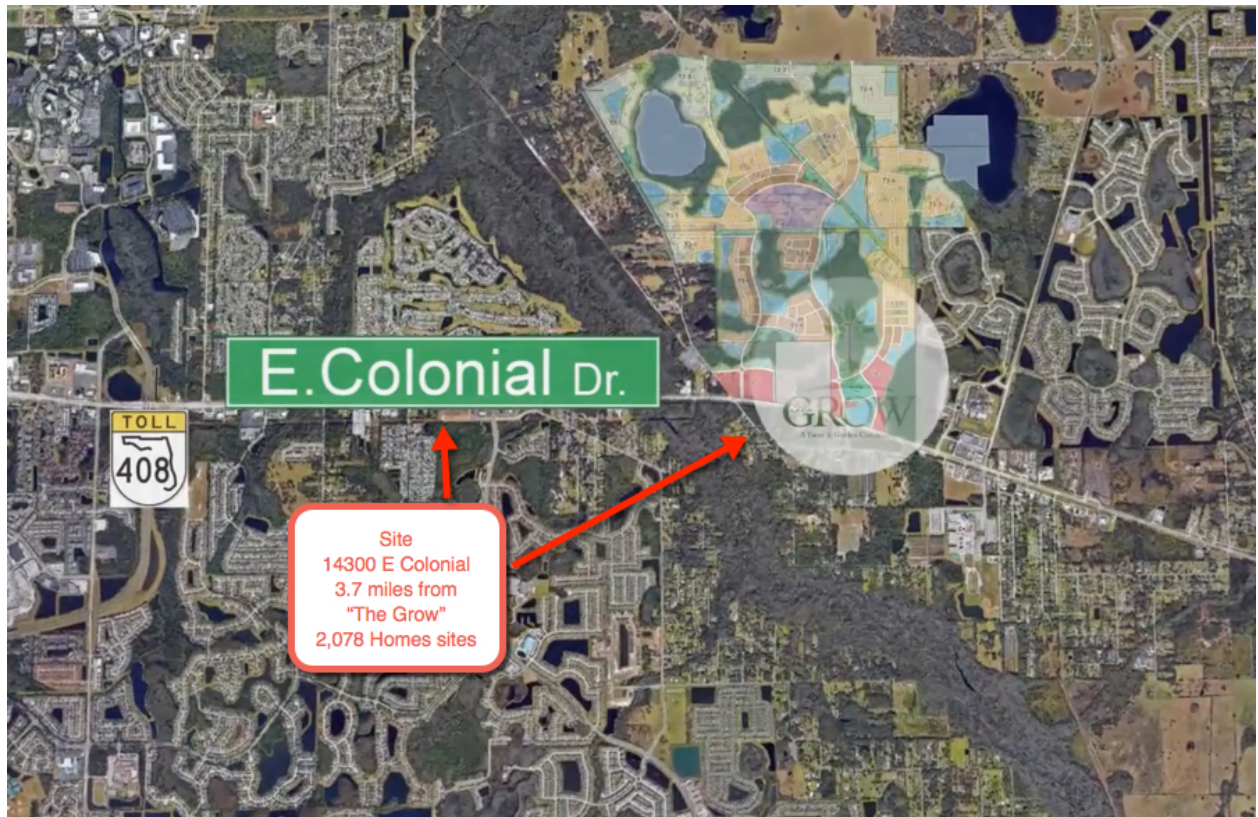 E.Colonial Dr.
TOLL
408
Site
14300 E Colonial
3.7 miles from
“The Grow”
2,078 Homes sites
GROW